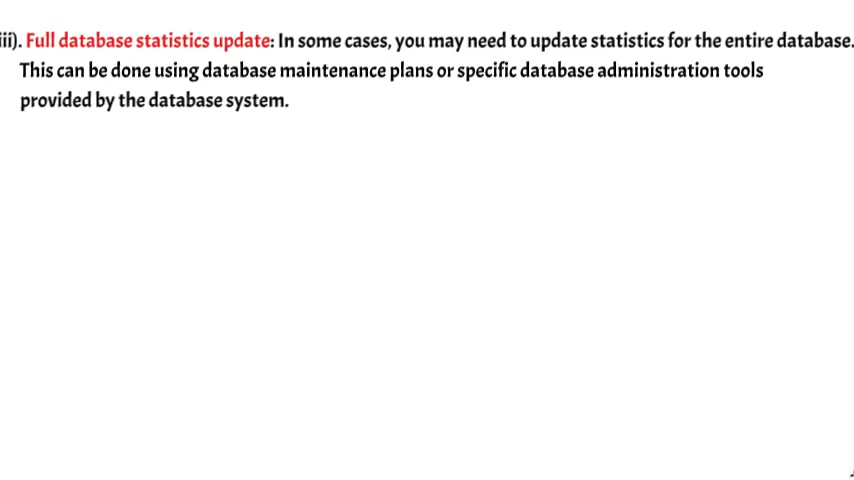 iii). Full database statistics update: In some cases, you may need to update statistics for the entire database.
This can be done using database maintenance plans or specific database administration tools
provided by the database system.